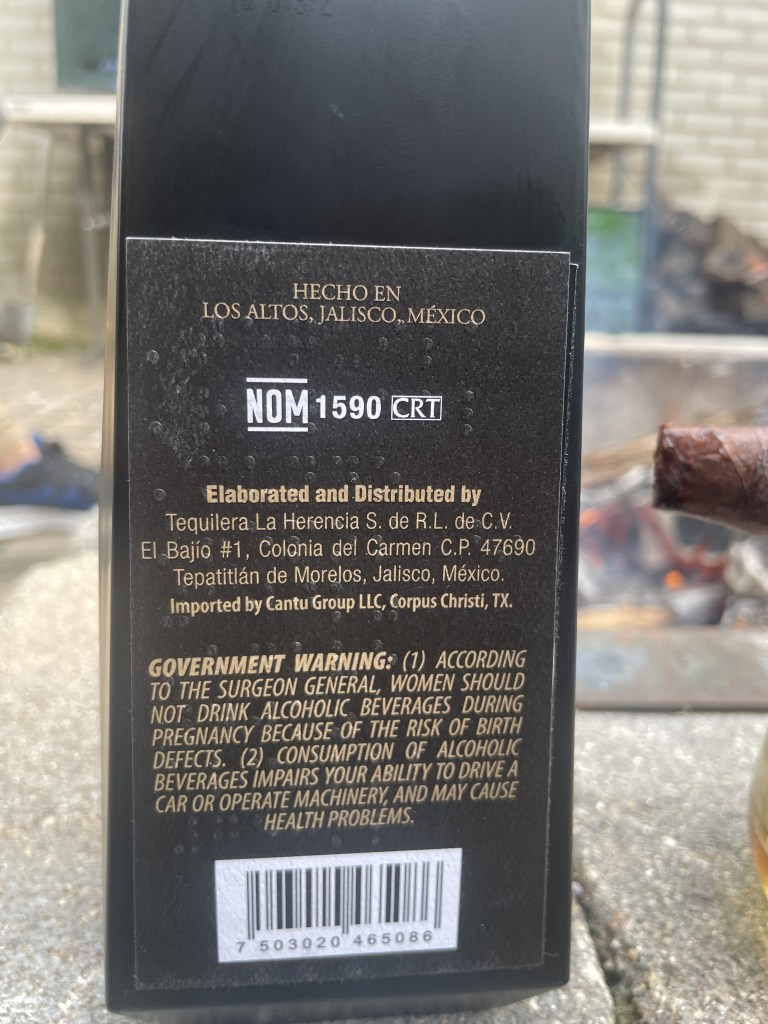 HECHO EN
LOS ALTOS, JALISCO, MÉXICO
NOM 1590 CRT
Elaborated and Distributed by
Tequilera La Herencia S. de R.L. de C.V.
El Bajío #1, Colonia del Carmen C.P. 47690
Tepatitlán de Morelos, Jalisco, México.
Imported by Cantu Group LLC, Corpus Christi, TX.
GOVERNMENT WARNING: (1) ACCORDING
TO THE SURGEON GENERAL, WOMEN SHOULD
NOT DRINK ALCOHOLIC BEVERAGES DURING
PREGNANCY BECAUSE OF THE RISK OF BIRTH
DEFECTS. (2) CONSUMPTION OF ALCOHOLIC
BEVERAGES IMPAIRS YOUR ABILITY TO DRIVE A
CAR OR OPERATE MACHINERY, AND MAY CAUSE
HEALTH PROBLEMS.
7 503020 465086